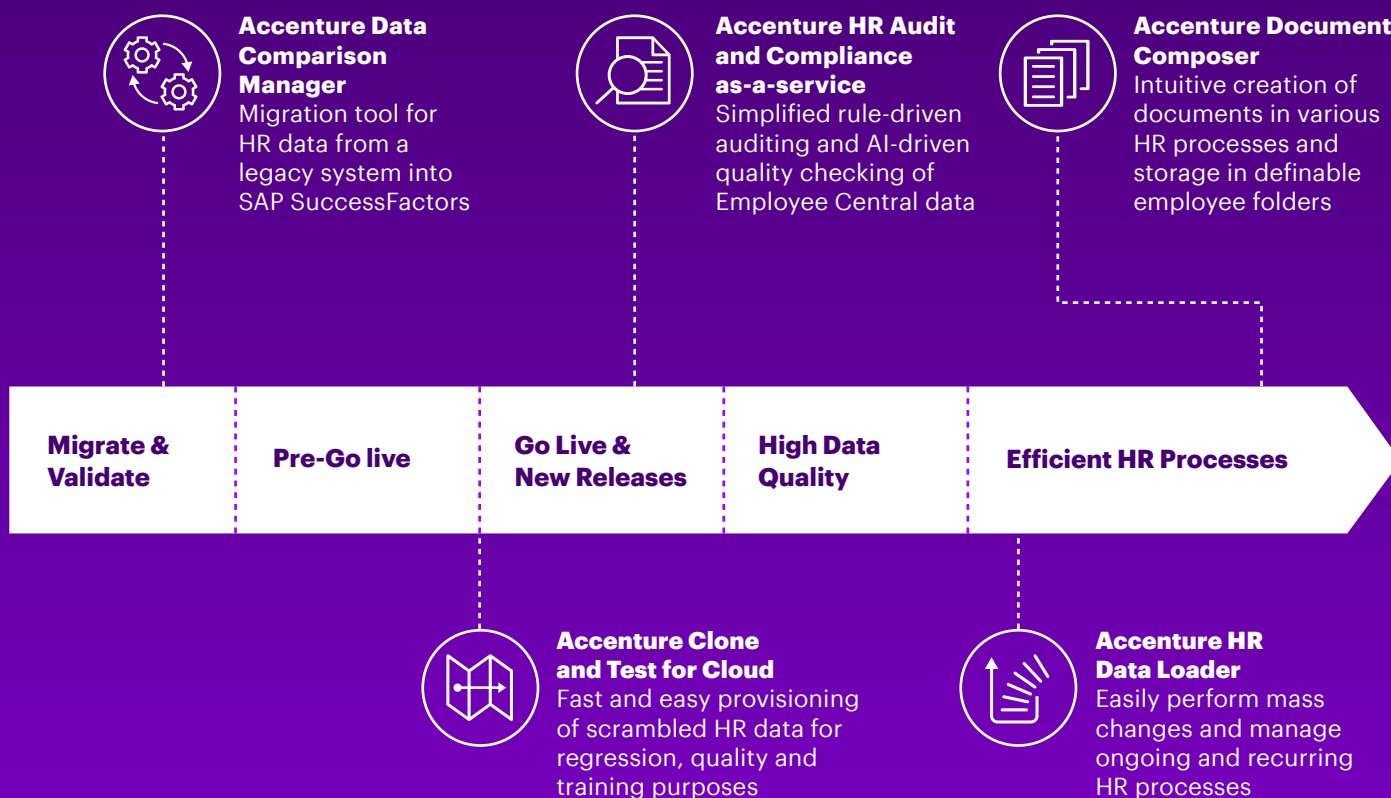 Accenture Data
Comparison
Manager
Migration tool for
HR data from a
legacy system into
SAP SuccessFactors
Accenture HR Audit
and Compliance
as-a-service
Simplified rule-driven
auditing and AI-driven
quality checking of
Employee Central data
Accenture Document
Composer
Intuitive creation of
documents in various
HR processes and
storage in definable
employee folders
Migrate &
Validate
Pre-Go live
Go Live &
New Releases
High Data
Quality
Efficient HR Processes
Accenture Clone
and Test for Cloud
Fast and easy provisioning
of scrambled HR data for
regression, quality and
training purposes
Accenture HR
Data Loader
Easily perform mass
changes and manage
ongoing and recurring
HR processes